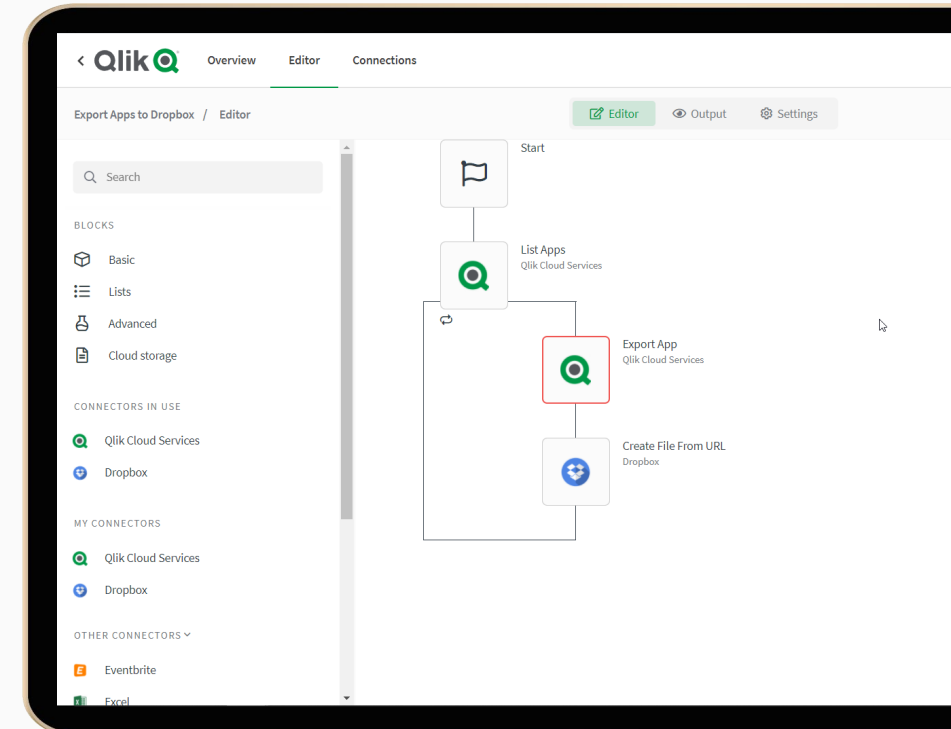 Qlik
Overview
Editor
Connections
Export Apps to Dropbox / Editor
Editor
Output
Settings
Search
BLOCKS
Basic
Lists
Advanced
Cloud storage
CONNECTORS IN USE
Qlik Cloud Services
Dropbox
MY CONNECTORS
Qlik Cloud Services
Dropbox
OTHER CONNECTORS
Eventbrite
Excel
Start
List Apps
Qlik Cloud Services
Export App
Qlik Cloud Services
Create File From URL
Dropbox